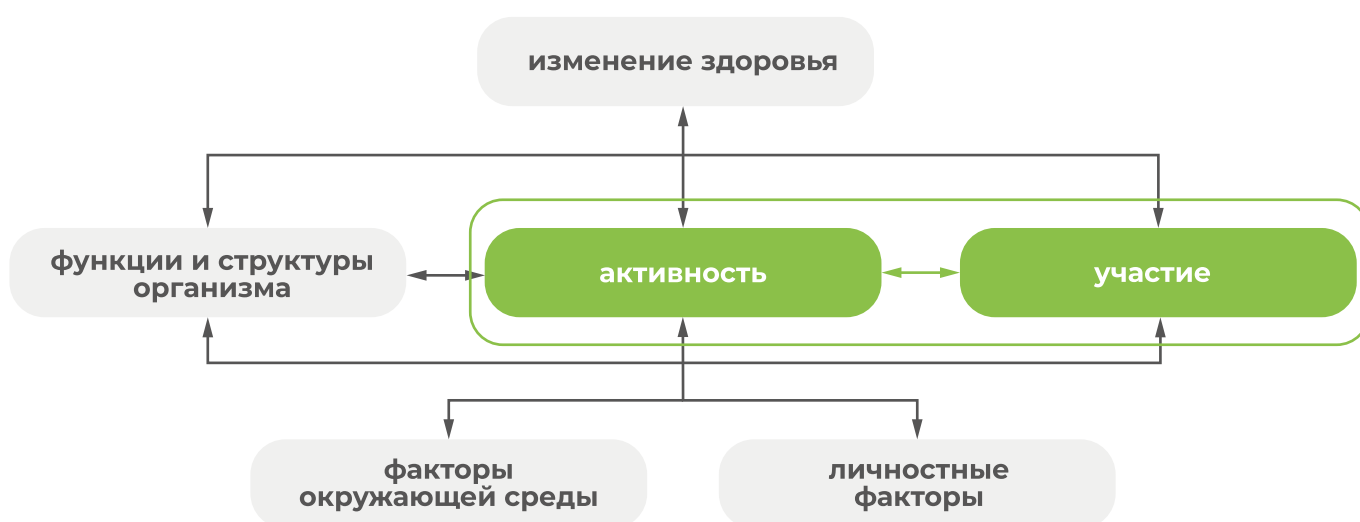 изменение здоровья
функции и структуры
организма
активность
участие
факторы
окружающей среды
личностные
факторы